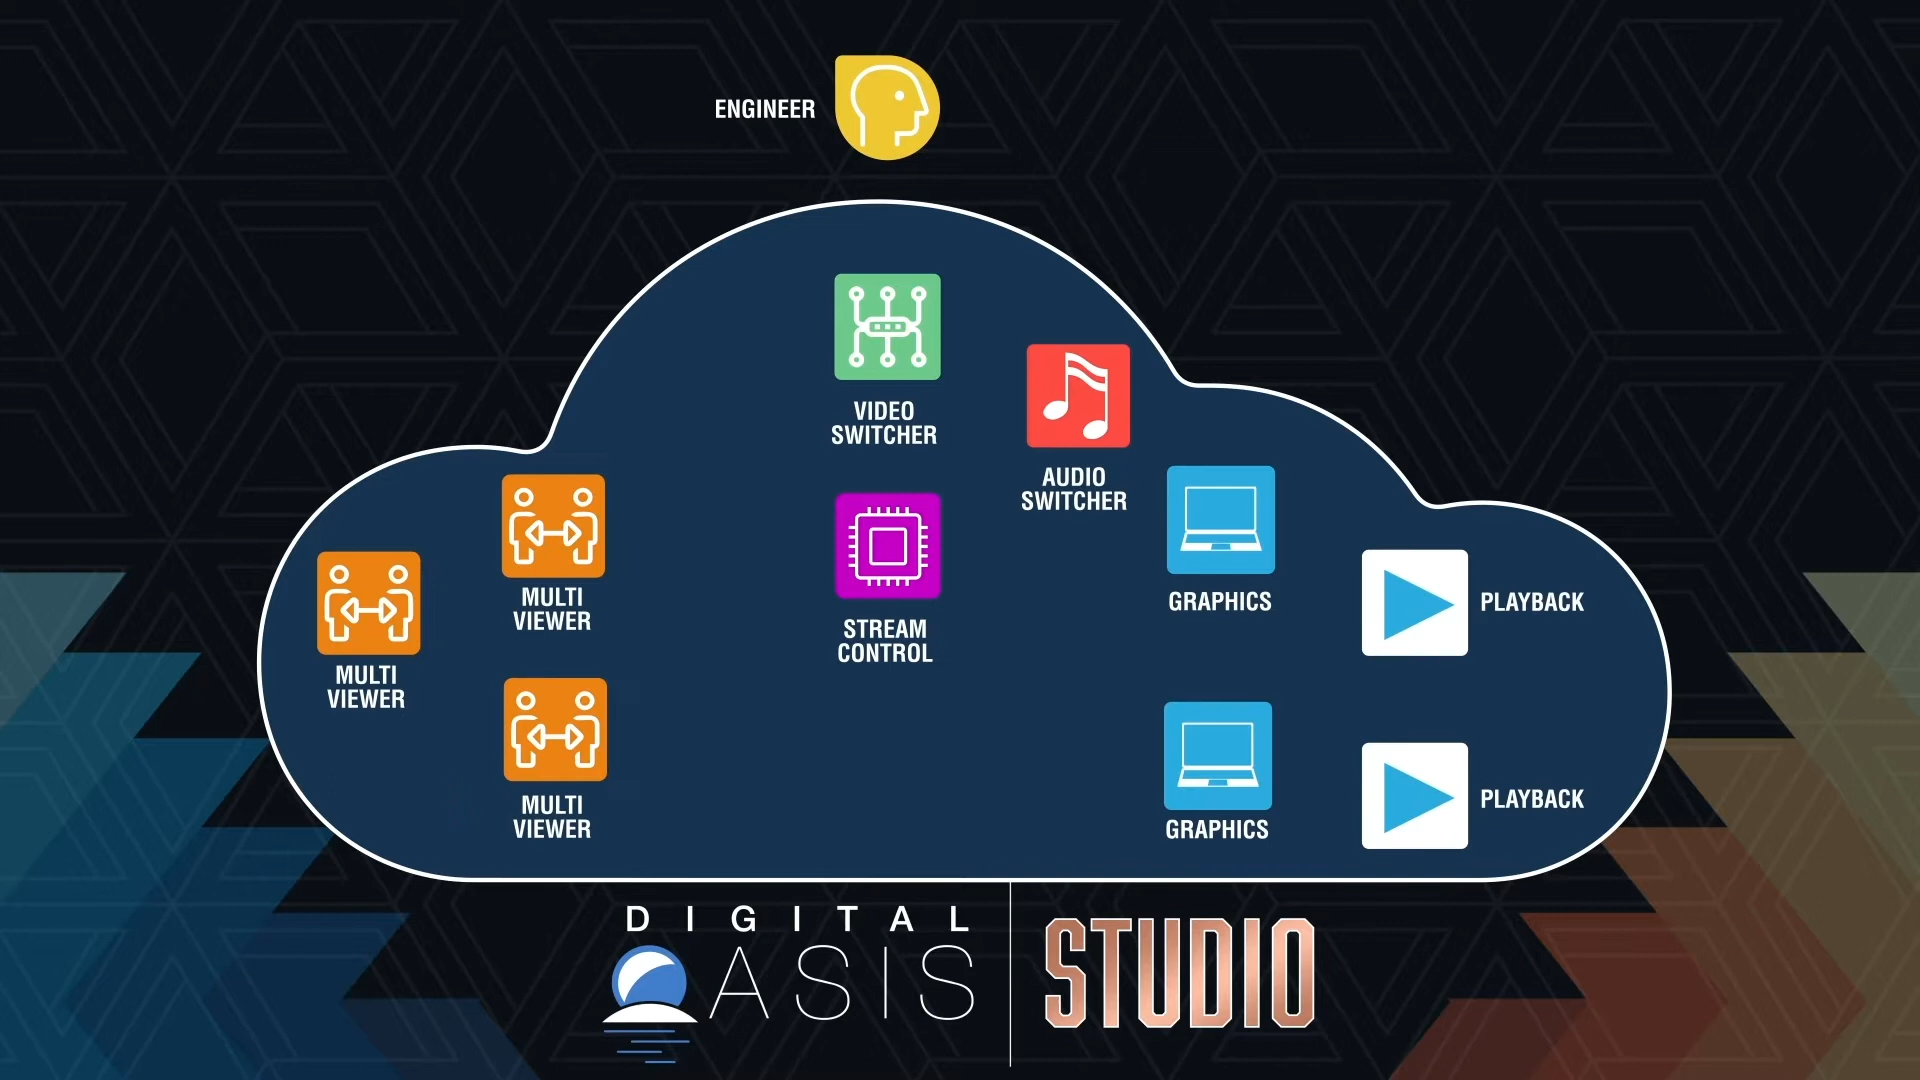 ENGINEER
VIDEO
SWITCHER
AUDIO
SWITCHER
MULTI
VIEWER
GRAPHICS
PLAYBACK
STREAM
CONTROL
MULTI
VIEWER
MULTI
VIEWER
GRAPHICS
PLAYBACK
DIGITAL
OASIS
STUDIO